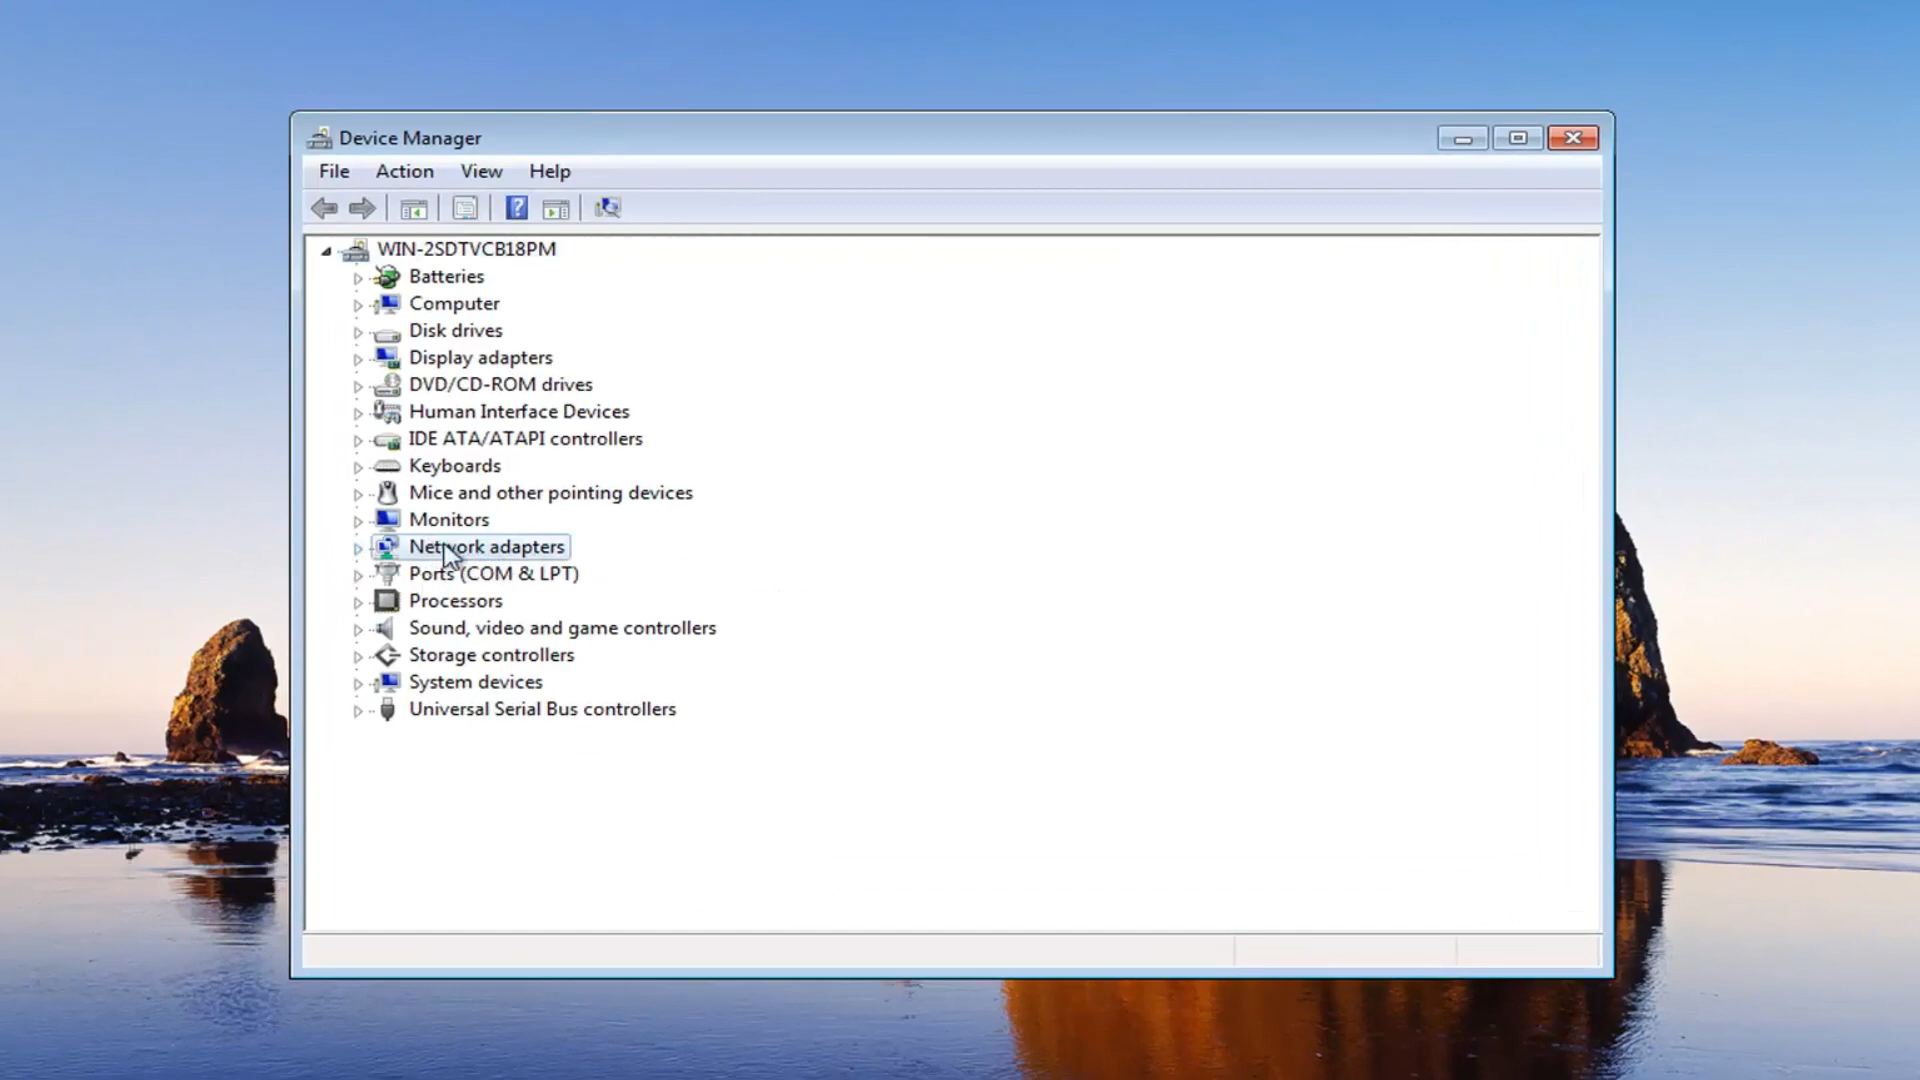 Device Manager
File Action View Help
WIN-2SDTVCB18PM
Batteries
Computer
Disk drives
Display adapters
DVD/CD-ROM drives
Human Interface Devices
IDE ATA/ATAPI controllers
Keyboards
Mice and other pointing devices
Monitors
Network adapters
Ports (COM & LPT)
Processors
Sound, video and game controllers
Storage controllers
System devices
Universal Serial Bus controllers